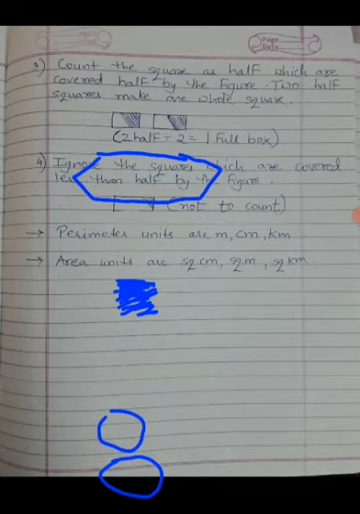 Page
Date
3) Count the square as half which are
covered half by the figure. Two half
squares make one whole square.
(2 half ÷ 2 = 1 Full box)
4) Ignore the squares which are covered
than half by the figure.
(not to count)
→ Perimeter units are m, cm, km
→ Area units are sq cm, sq m, sq km